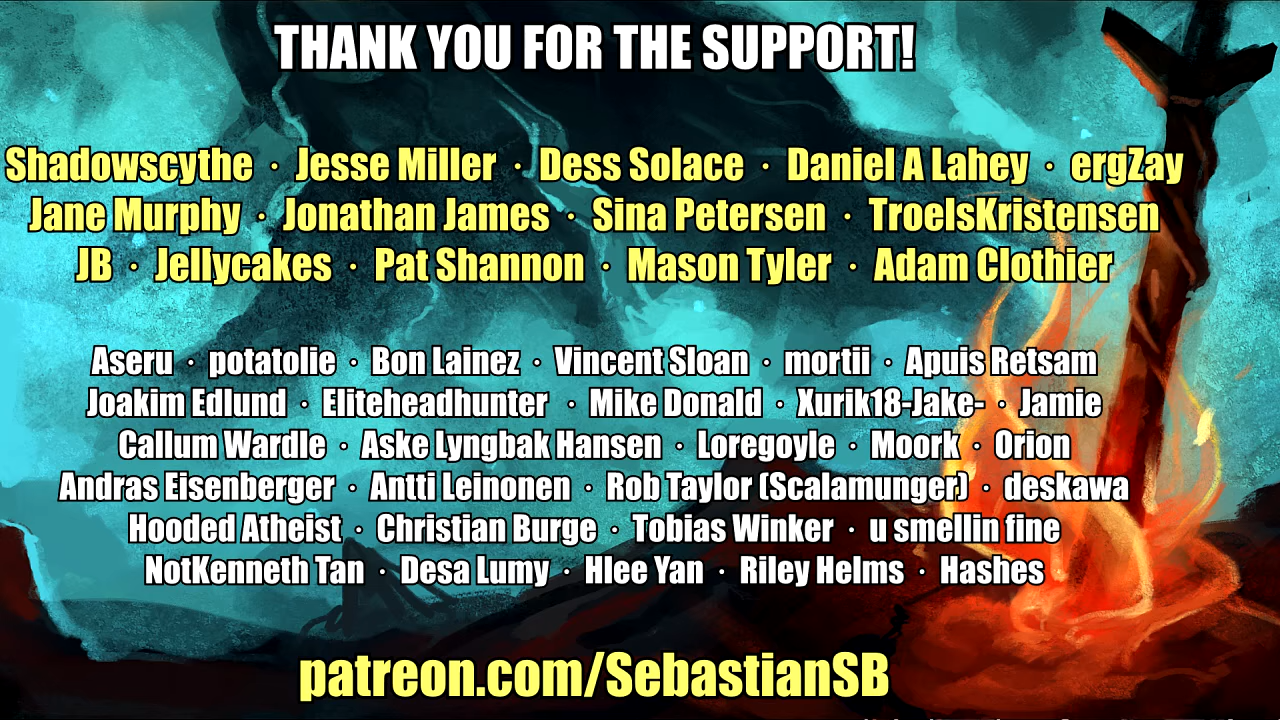 THANK YOU FOR THE SUPPORT!
Shadowscythe · Jesse Miller · Dess Solace · Daniel A Lahey · ergZay
Jane Murphy · Jonathan James · Sina Petersen · TroelsKristensen
JB · Jellycakes · Pat Shannon · Mason Tyler · Adam Clothier
Aseru · potatolie · Bon Lainez · Vincent Sloan · mortii · Apuis Retsam
Joakim Edlund · Eliteheadhunter · Mike Donald · Xurik18-Jake- · Jamie
Callum Wardle · Aske Lyngbak Hansen · Loregoyle · Moork · Orion
Andras Eisenberger · Antti Leinonen · Rob Taylor (Scalamunger) · deskawa
Hooded Atheist · Christian Burge · Tobias Winker · u smellin fine
NotKenneth Tan · Desa Lumy · Hlee Yan · Riley Helms · Hashes
patreon.com/SebastianSB